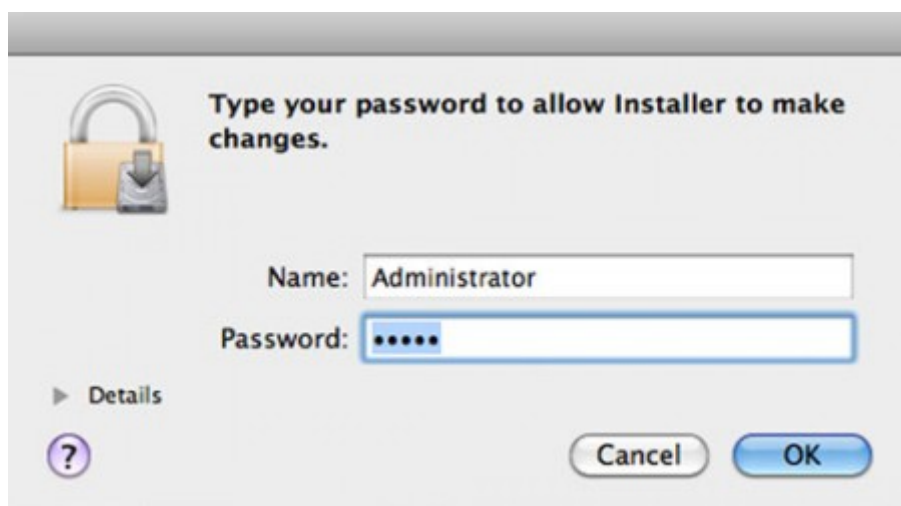 Type your password to allow Installer to make
changes.
Name: Administrator
Password: •••••
Details
?
Cancel
OK